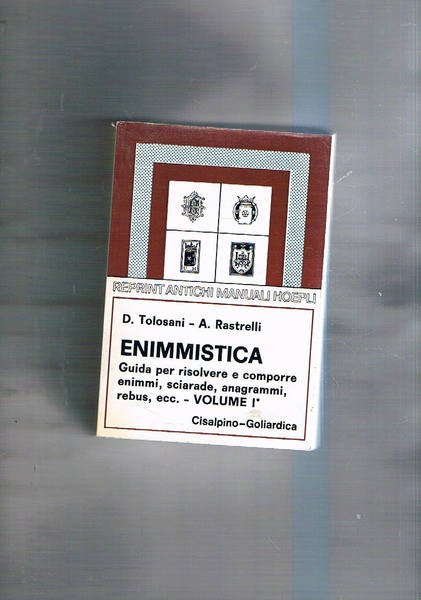 REPRINT ANTICHI MANUALI HOEPLI
D. Tolosani - A. Rastrelli
ENIMMISTICA
Guida per risolvere e comporre
enimmi, sciarade, anagrammi,
rebus, ecc. - VOLUME I°
Cisalpino-Goliardica